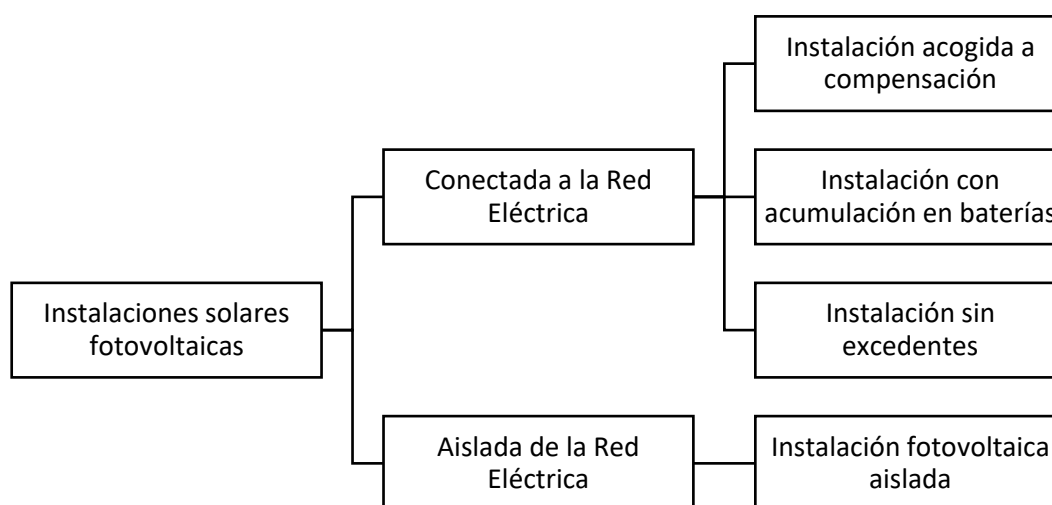 Instalaciones solares
fotovoltaicas
Conectada a la Red
Eléctrica
Instalación acogida a
compensación
Instalación con
acumulación en baterías
Instalación sin
excedentes
Aislada de la Red
Eléctrica
Instalación fotovoltaica
aislada